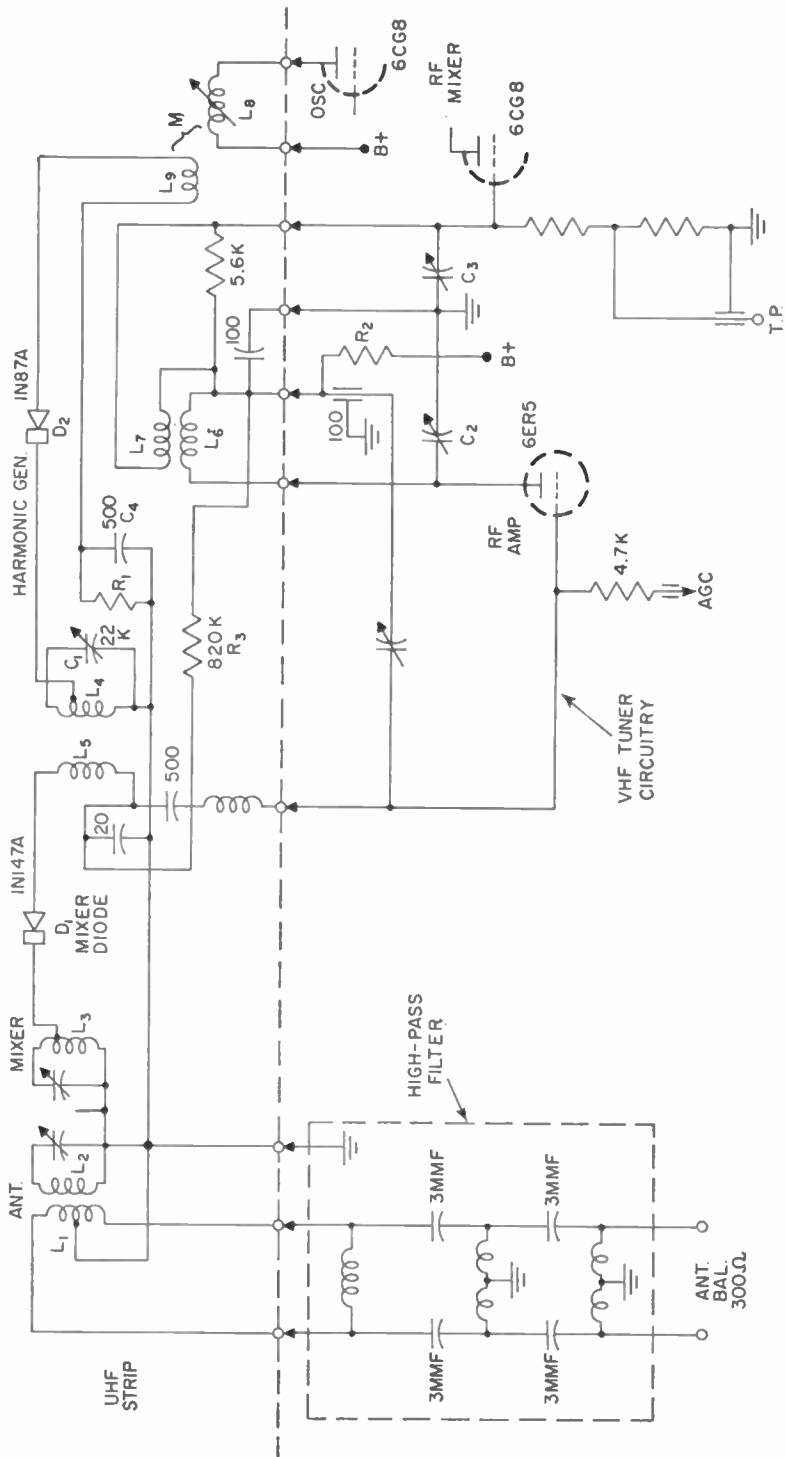 UHF
STRIP
ANT.
L1
L2
MIXER
L3
D1
MIXER
DIODE
IN147A
20
500
L5
L4
C1
22
K
R1
500
C4
HARMONIC GEN.
D2
IN87A
820K
R3
L7
L6
100
5.6K
L9
M
L8
OSC
6CG8
B+
RF
MIXER
6CG8
C3
R2
B+
100
C2
6ER5
RF
AMP
4.7K
AGC
T.P.
VHF TUNER
CIRCUITRY
HIGH-PASS
FILTER
3MMF
3MMF
3MMF
3MMF
ANT.
BAL.
300Ω